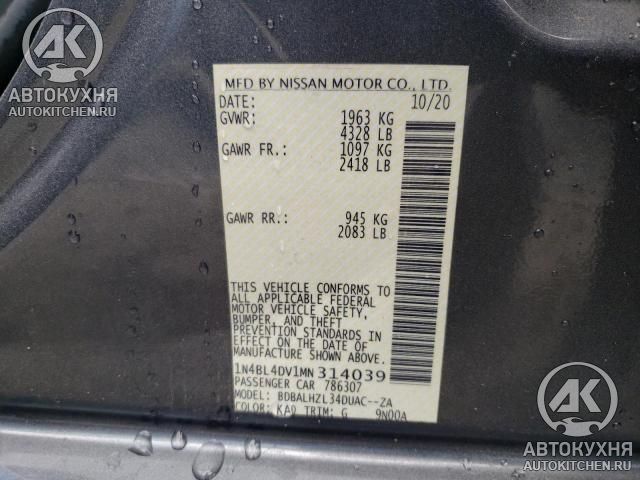 АВТОКУХНЯ
AUTOKITCHEN.RU
АВТОКУХНЯ
AUTOKITCHEN.RU
MFD BY NISSAN MOTOR CO., LTD.
DATE: 10/20
GVWR: 1963 KG
4328 LB
GAWR FR.: 1097 KG
2418 LB
GAWR RR.: 945 KG
2083 LB
THIS VEHICLE CONFORMS TO
ALL APPLICABLE FEDERAL
MOTOR VEHICLE SAFETY,
BUMPER, AND THEFT
PREVENTION STANDARDS IN
EFFECT ON THE DATE OF
MANUFACTURE SHOWN ABOVE.
1N4BL4DV1MN314039
PASSENGER CAR 786307
MODEL: BDBALHZL34DUAC--ZA
COLOR: KAD TRIM: G 9N00A
АВТОКУХНЯ
AUTOKITCHEN.RU